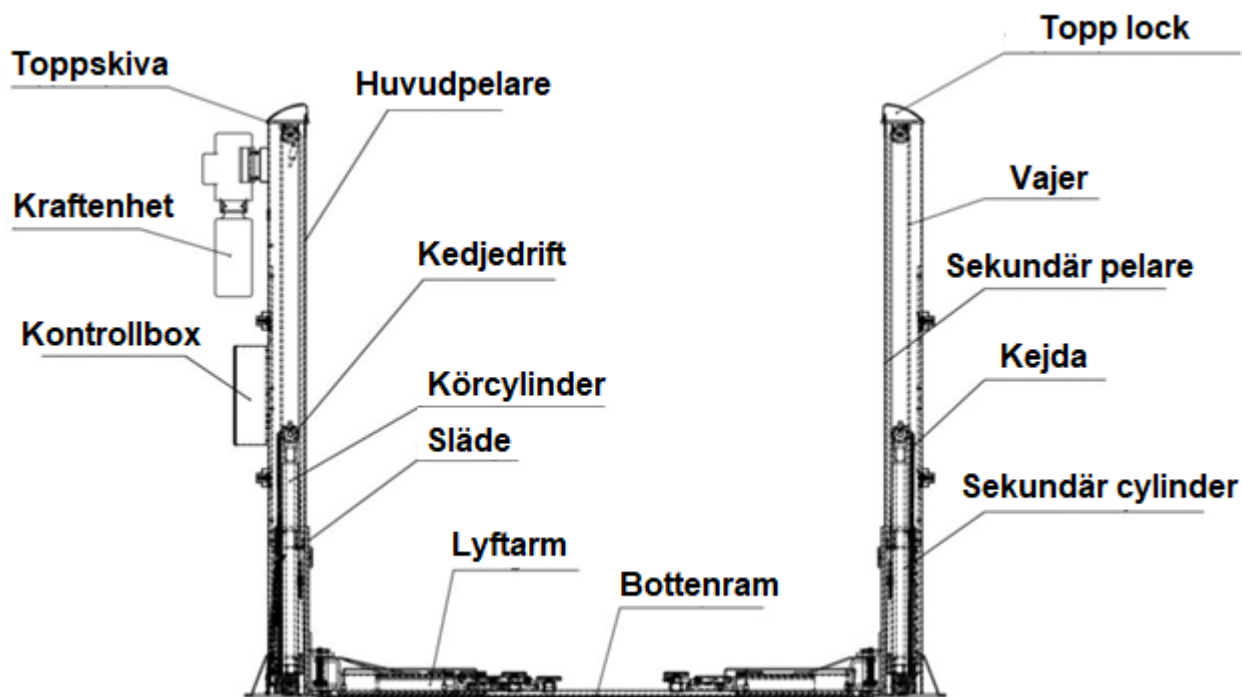 Topp lock
Toppskiva
Huvudpelare
Vajer
Kraftenhet
Kedjedrift
Sekundär pelare
Kontrollbox
Kejda
Körcylinder
Släde
Sekundär cylinder
Lyftarm
Bottenram